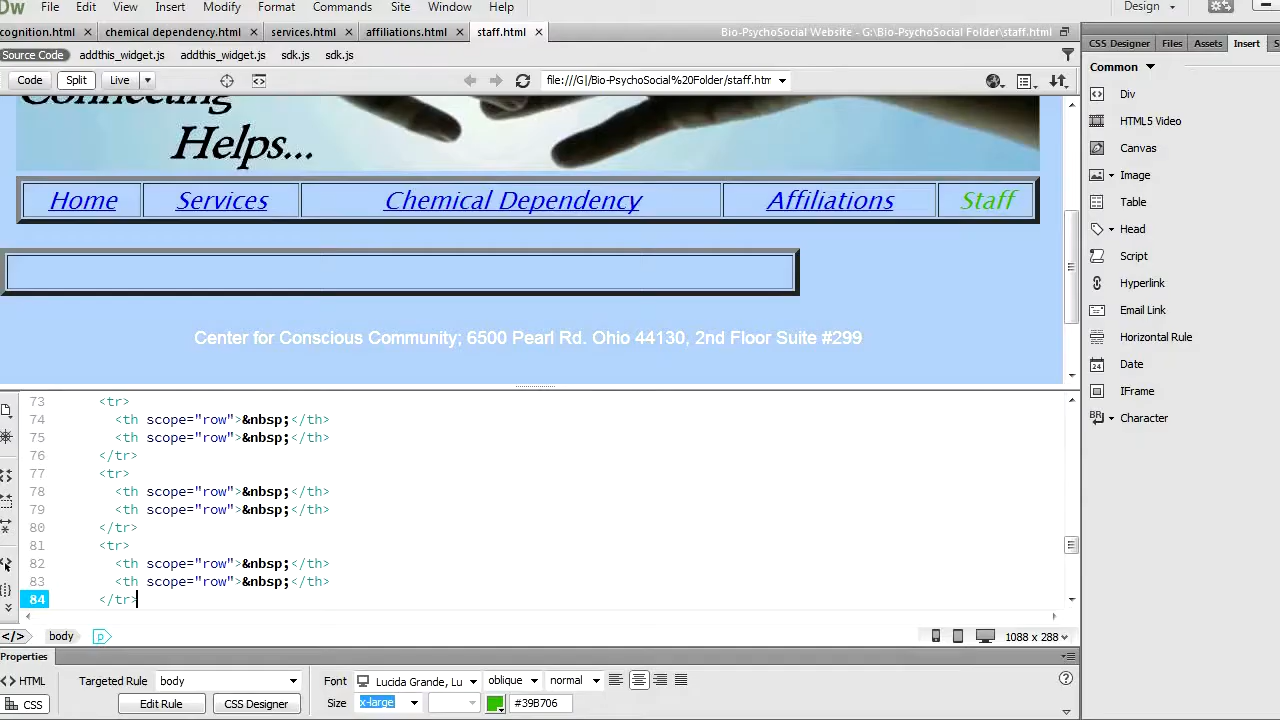 Dw File Edit View Insert Modify Format Commands Site Window Help Design
cognition.html × chemical dependency.html × services.html × affiliations.html × staff.html × Bio-PsychoSocial Website - G:\Bio-PsychoSocial Folder\staff.html
Source Code addthis_widget.js addthis_widget.js sdk.js sdk.js
Code Split Live file:///G|/Bio-PsychoSocial%20Folder/staff.htm
CSS Designer Files Assets Insert S
Common
Div
HTML5 Video
Canvas
Image
Table
Head
Script
Hyperlink
Email Link
Horizontal Rule
Date
IFrame
Character
Connecting
Helps...
Home Services Chemical Dependency Affiliations Staff
Center for Conscious Community; 6500 Pearl Rd. Ohio 44130, 2nd Floor Suite #299
73 <tr>
74 <th scope="row">&nbsp;</th>
75 <th scope="row">&nbsp;</th>
76 </tr>
77 <tr>
78 <th scope="row">&nbsp;</th>
79 <th scope="row">&nbsp;</th>
80 </tr>
81 <tr>
82 <th scope="row">&nbsp;</th>
83 <th scope="row">&nbsp;</th>
84 </tr>
</> body p 1088 x 288
Properties
<> HTML Targeted Rule body Font Lucida Grande, Lu oblique normal
CSS Edit Rule CSS Designer Size x-large #39B706